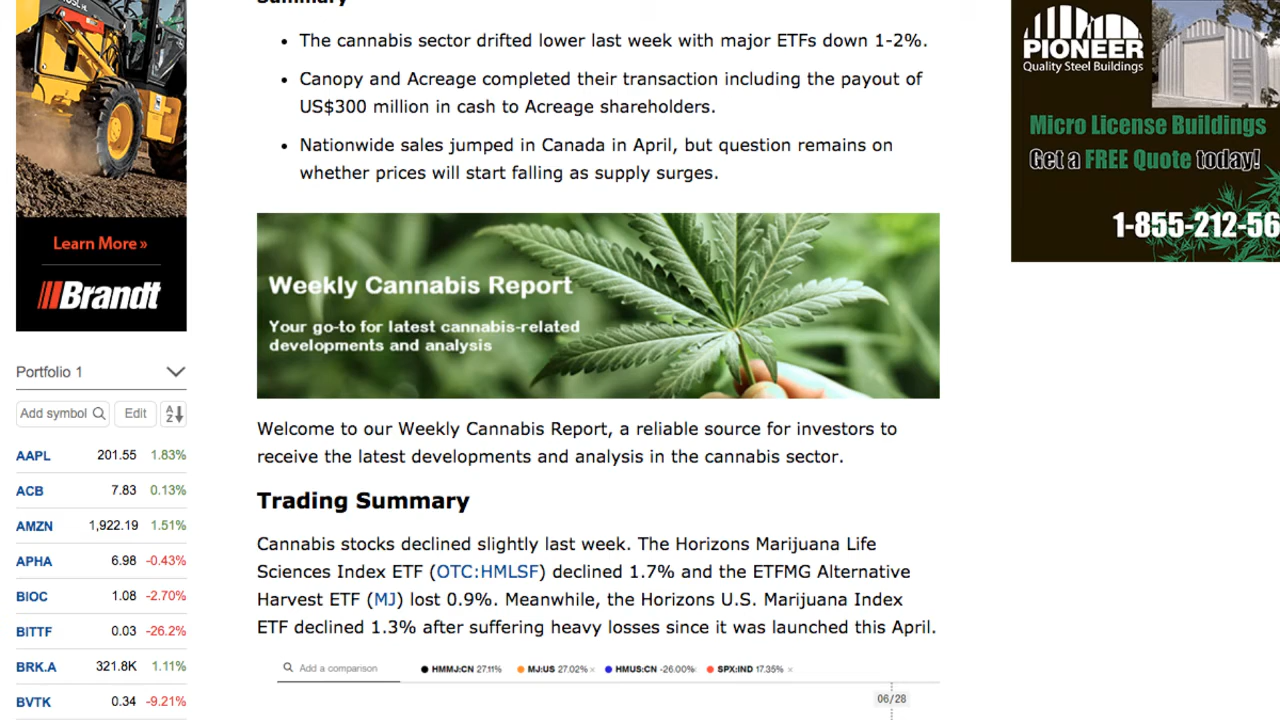 Summary
• The cannabis sector drifted lower last week with major ETFs down 1-2%.
• Canopy and Acreage completed their transaction including the payout of
US$300 million in cash to Acreage shareholders.
• Nationwide sales jumped in Canada in April, but question remains on
whether prices will start falling as supply surges.
Weekly Cannabis Report
Your go-to for latest cannabis-related
developments and analysis
Welcome to our Weekly Cannabis Report, a reliable source for investors to
receive the latest developments and analysis in the cannabis sector.
Trading Summary
Cannabis stocks declined slightly last week. The Horizons Marijuana Life
Sciences Index ETF (OTC:HMLSF) declined 1.7% and the ETFMG Alternative
Harvest ETF (MJ) lost 0.9%. Meanwhile, the Horizons U.S. Marijuana Index
ETF declined 1.3% after suffering heavy losses since it was launched this April.
Add a comparison HMMJ:CN 27.11% MJ:US 27.02% × HMUS:CN -26.00% SPX:IND 17.35% ×
06/28
Learn More »
Brandt
Portfolio 1
Add symbol Edit A Z
AAPL 201.55 1.83%
ACB 7.83 0.13%
AMZN 1,922.19 1.51%
APHA 6.98 -0.43%
BIOC 1.08 -2.70%
BITTF 0.03 -26.2%
BRK.A 321.8K 1.11%
BVTK 0.34 -9.21%
PIONEER
Quality Steel Buildings
Micro License Buildings
Get a FREE Quote today!
1-855-212-56